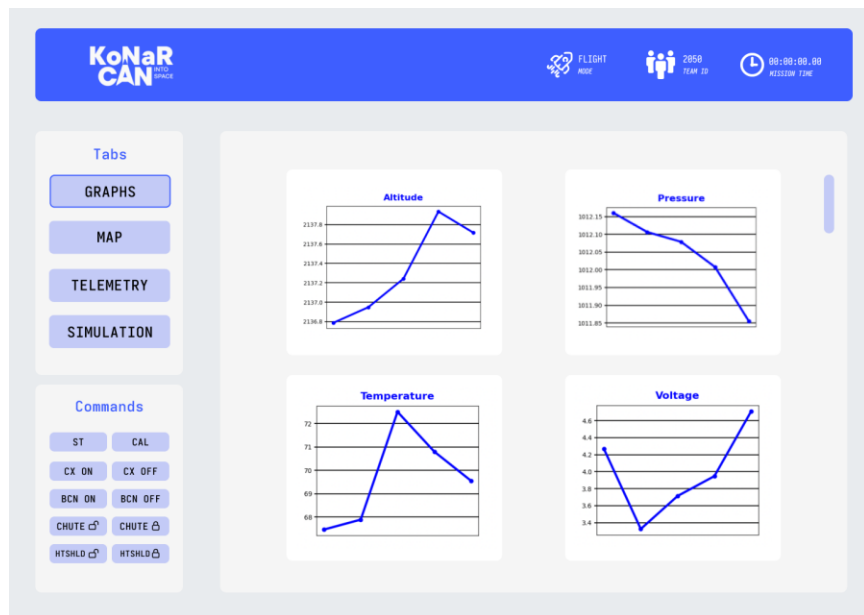 KoNaR
CAN INTO SPACE
FLIGHT
MODE
2050
TEAM ID
00:00:00.00
MISSION TIME
Tabs
GRAPHS
MAP
TELEMETRY
SIMULATION
Commands
ST CAL
CX ON CX OFF
BCN ON BCN OFF
CHUTE CHUTE
HTSHLD HTSHLD
Altitude
2137.8
2137.6
2137.4
2137.2
2137.0
2136.8
Pressure
1012.15
1012.10
1012.05
1012.00
1011.95
1011.90
1011.85
Temperature
72
71
70
69
68
Voltage
4.6
4.4
4.2
4.0
3.8
3.6
3.4